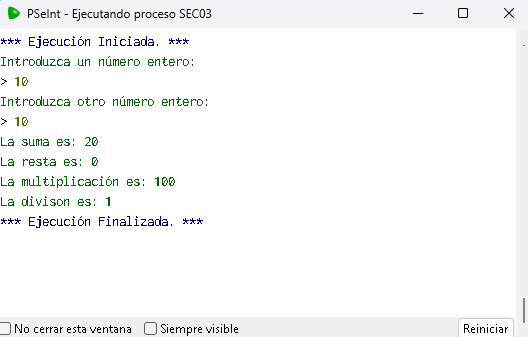 PSeInt - Ejecutando proceso SEC03
*** Ejecución Iniciada. ***
Introduzca un número entero:
> 10
Introduzca otro número entero:
> 10
La suma es: 20
La resta es: 0
La multiplicación es: 100
La divison es: 1
*** Ejecución Finalizada. ***
No cerrar esta ventana Siempre visible Reiniciar